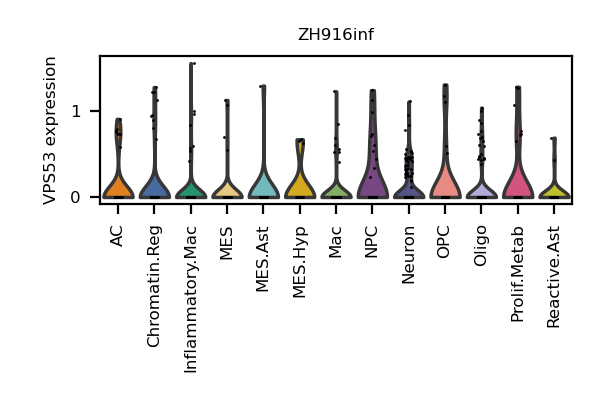 ZH916inf
VPS53 expression
1
0
AC
Chromatin.Reg
Inflammatory.Mac
MES
MES.Ast
MES.Hyp
Mac
NPC
Neuron
OPC
Oligo
Prolif.Metab
Reactive.Ast